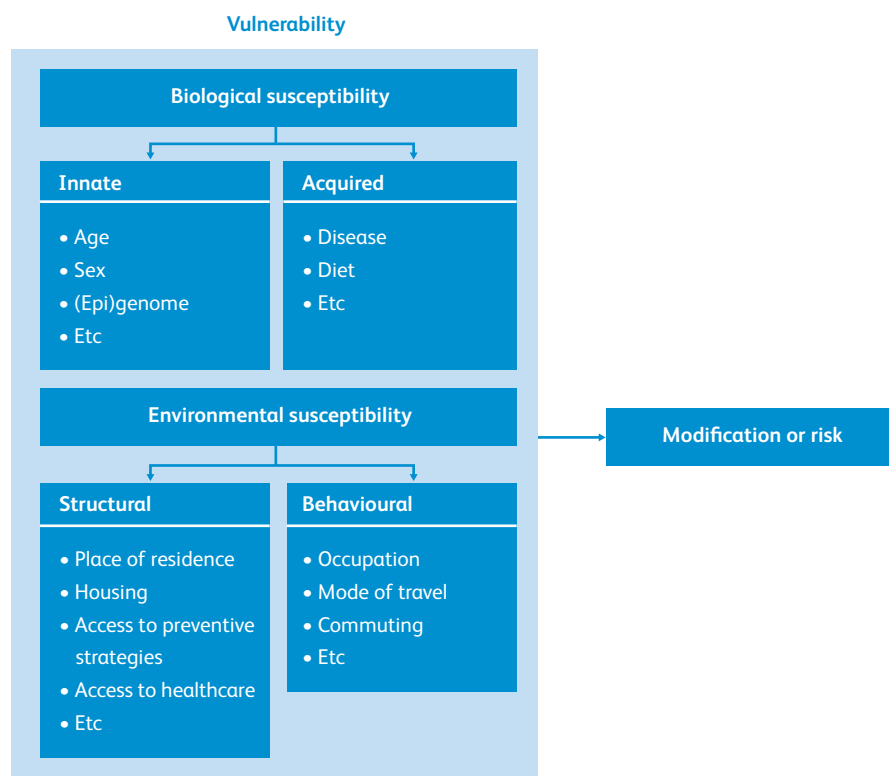 Vulnerability
Biological susceptibility
Innate
• Age
• Sex
• (Epi)genome
• Etc
Acquired
• Disease
• Diet
• Etc
Environmental susceptibility
Structural
• Place of residence
• Housing
• Access to preventive
strategies
• Access to healthcare
• Etc
Behavioural
• Occupation
• Mode of travel
• Commuting
• Etc
Modification or risk